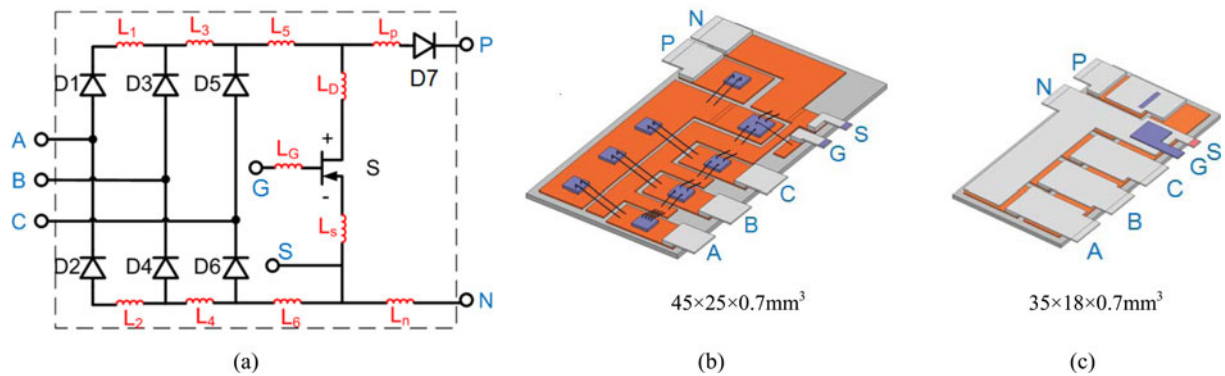 L1 L3 L5 Lp
P
D1 D3 D5 D7
LD
A
+
LG
S
B
G
-
C
Ls
S
D2 D4 D6
N
L2 L4 L6 Ln
(a)
N
P
S
G
C
B
A
45×25×0.7mm³
(b)
P
N
S
G
C
B
A
35×18×0.7mm³
(c)